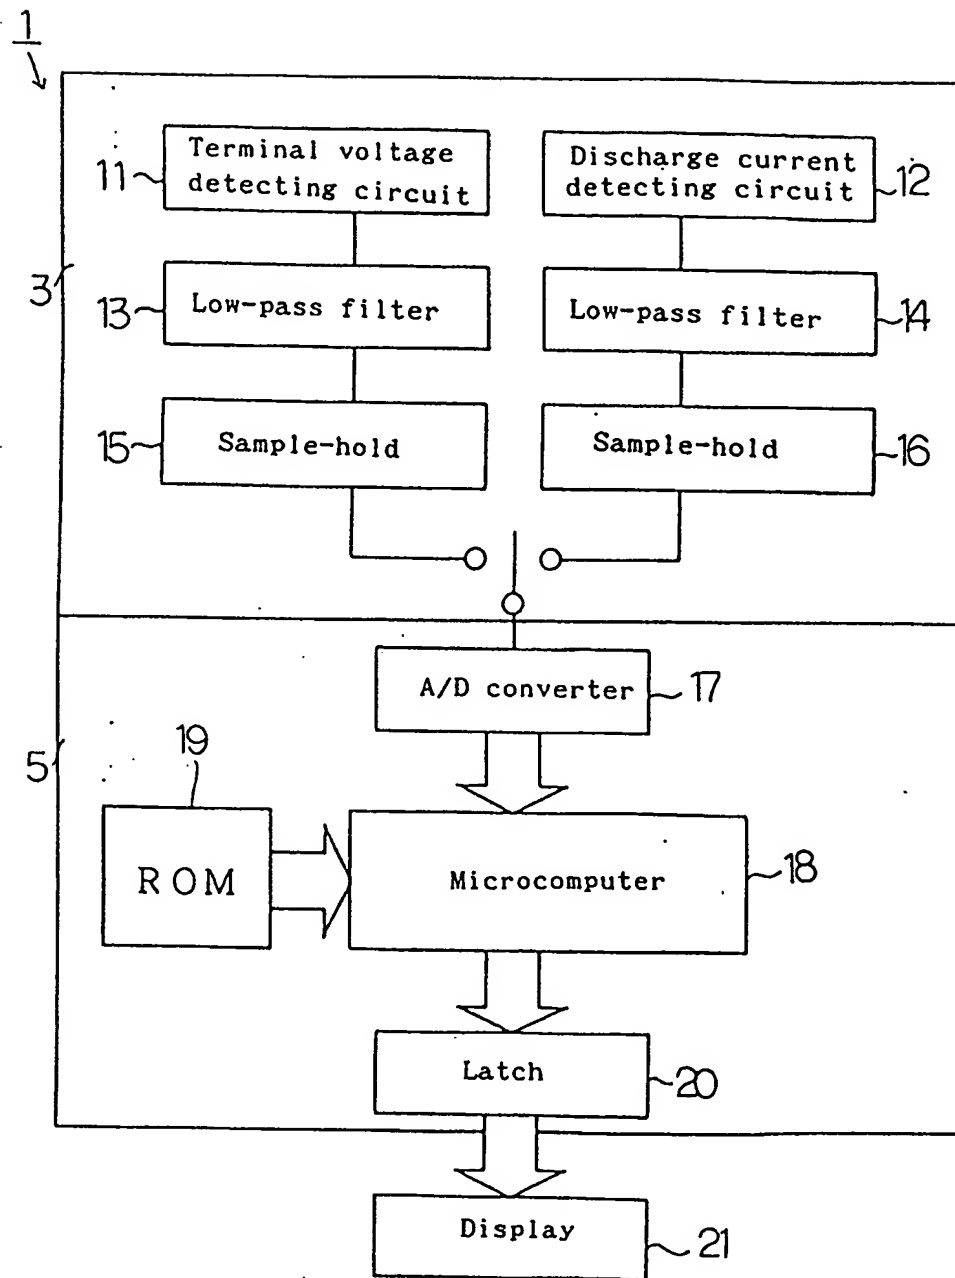 1
Terminal voltage
detecting circuit
11
Discharge current
detecting circuit
12
3
Low-pass filter
13
Low-pass filter
14
Sample-hold
15
Sample-hold
16
A/D converter
17
5
19
ROM
Microcomputer
18
Latch
20
Display
21